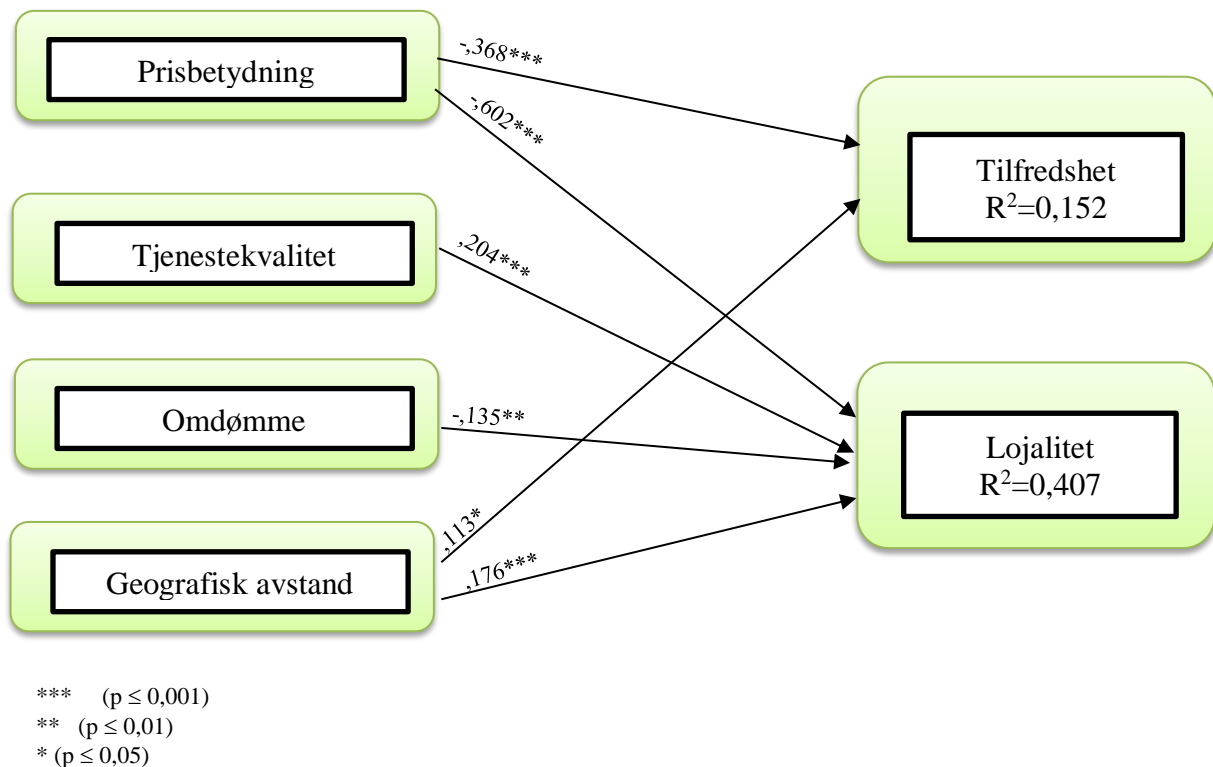 Prisbetydning
-,368***
-,602***
Tilfredshet
R²=0,152
Tjenestekvalitet
,204***
Omdømme
-,135**
Lojalitet
R²=0,407
Geografisk avstand
,113*
,176***
*** (p ≤ 0,001)
** (p ≤ 0,01)
* (p ≤ 0,05)